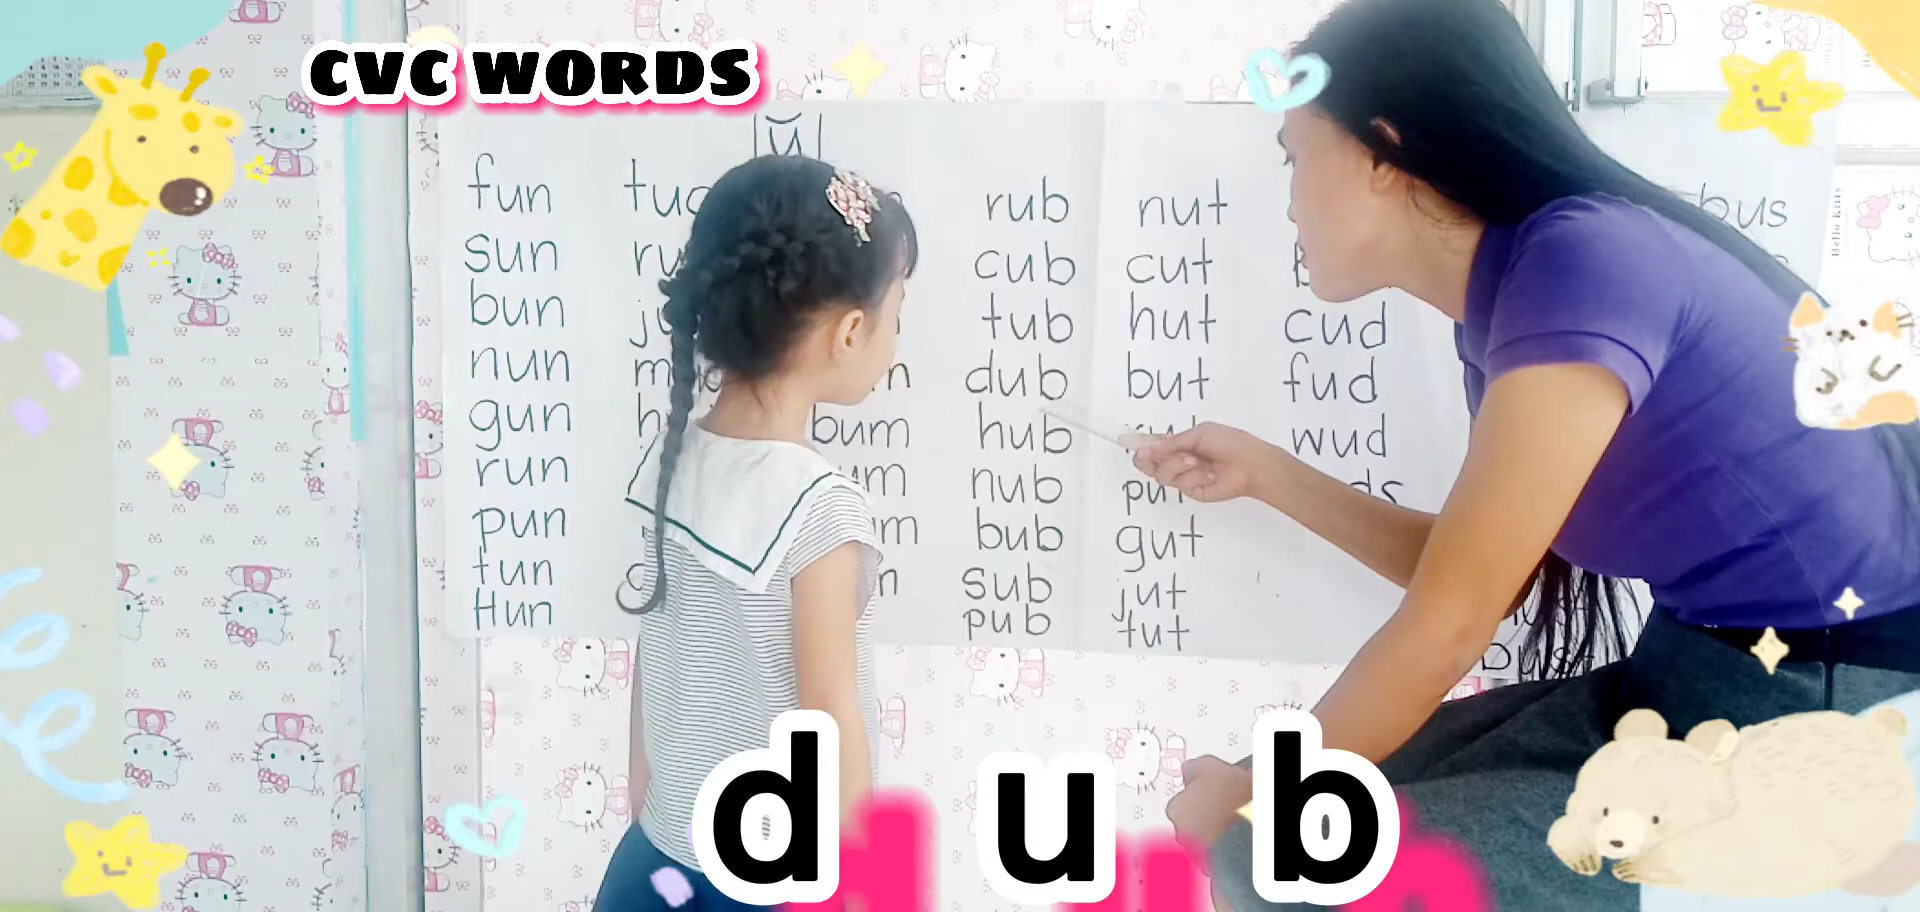 CVC WORDS
ŭ
fun rub nut bus
sun cub cut
bun tub hut cud
nun dub but fud
gun bum hub wud
run nub
pun bub gut
tun sub jut
Hun pub tut
d u b